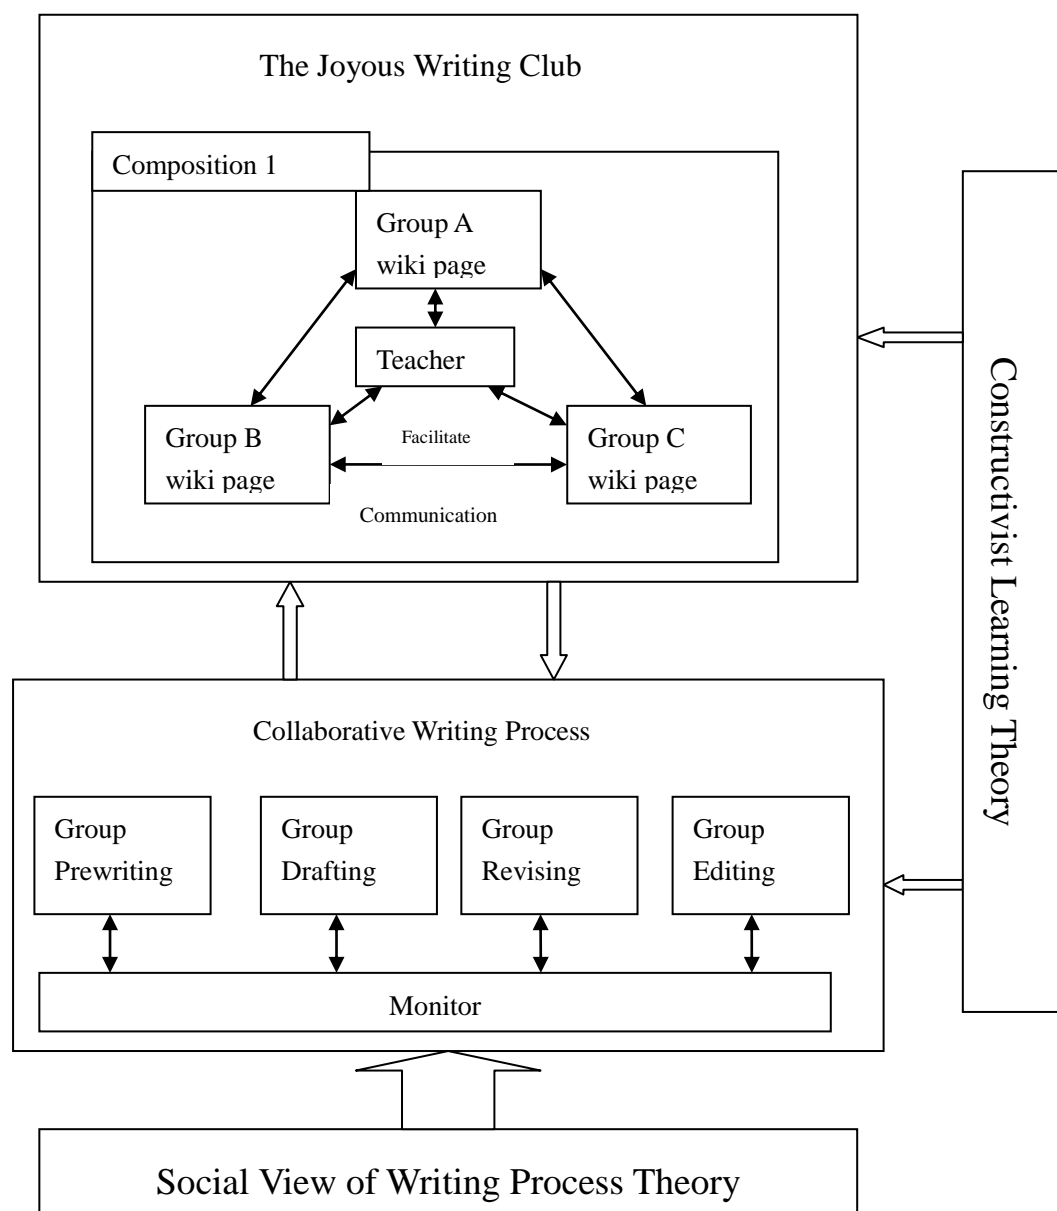 The Joyous Writing Club
Composition 1
Group A
wiki page
Teacher
Group B
wiki page
Facilitate
Group C
wiki page
Communication
Constructivist Learning Theory
Collaborative Writing Process
Group
Prewriting
Group
Drafting
Group
Revising
Group
Editing
Monitor
Social View of Writing Process Theory